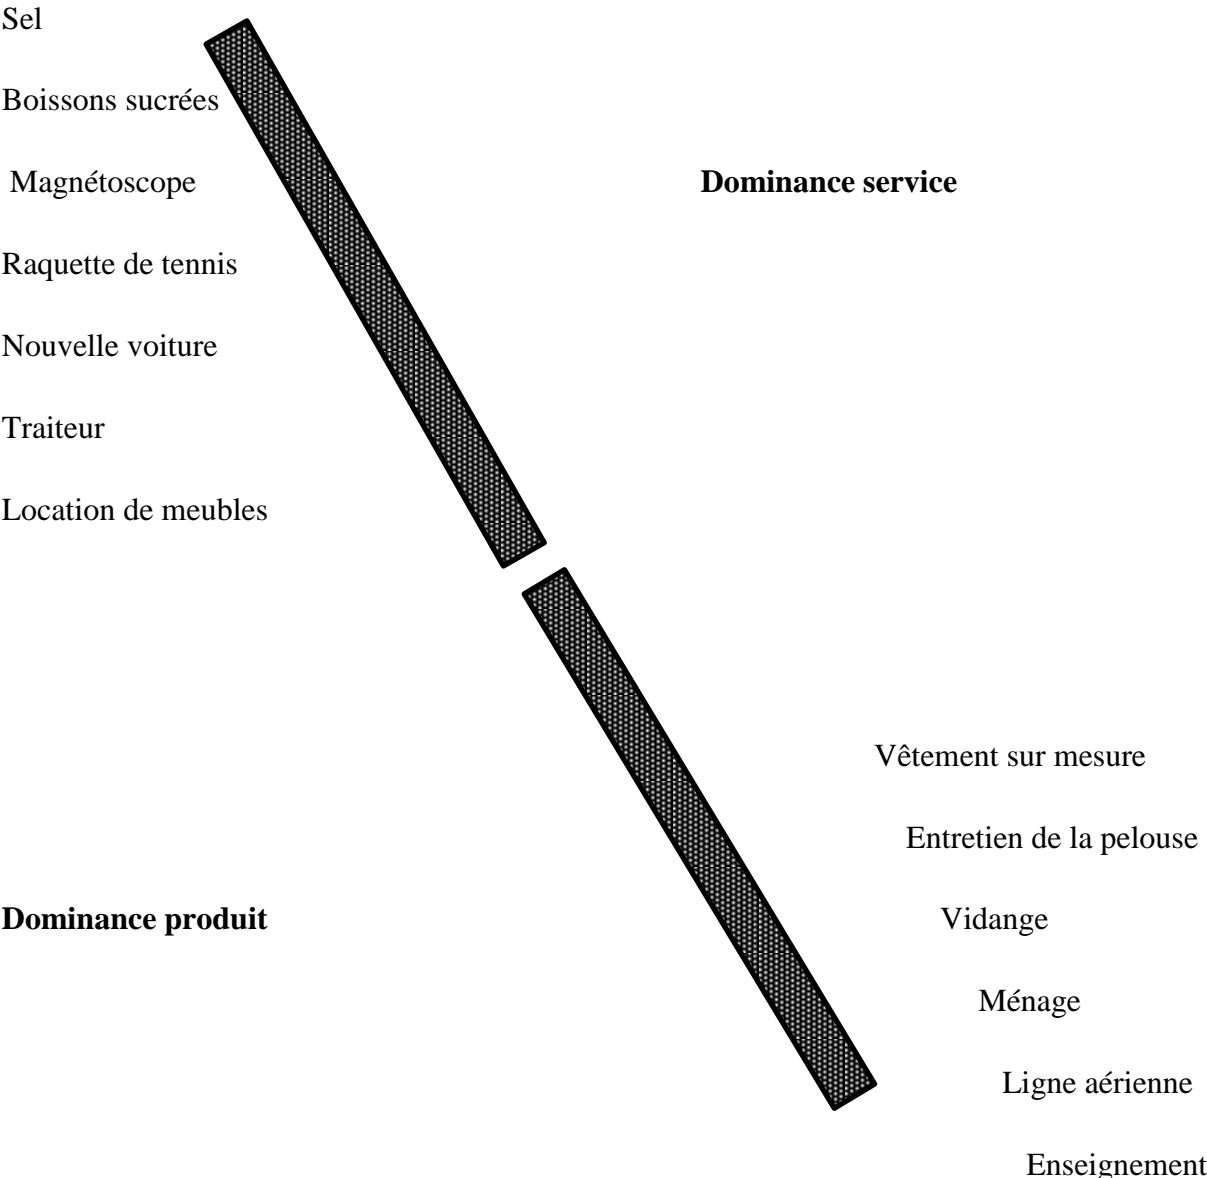 Sel
Boissons sucrées
Magnétoscope
Dominance service
Raquette de tennis
Nouvelle voiture
Traiteur
Location de meubles
Vêtement sur mesure
Entretien de la pelouse
Dominance produit
Vidange
Ménage
Ligne aérienne
Enseignement